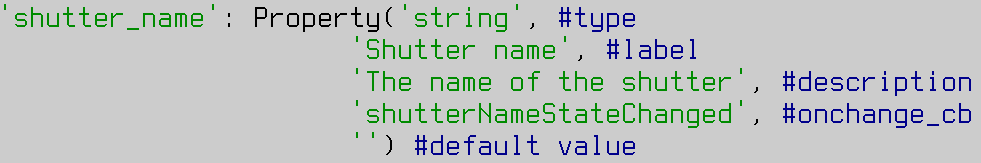 'shutter_name': Property('string', #type
'Shutter name', #label
'The name of the shutter', #description
'shutterNameStateChanged', #onchange_cb
'') #default value